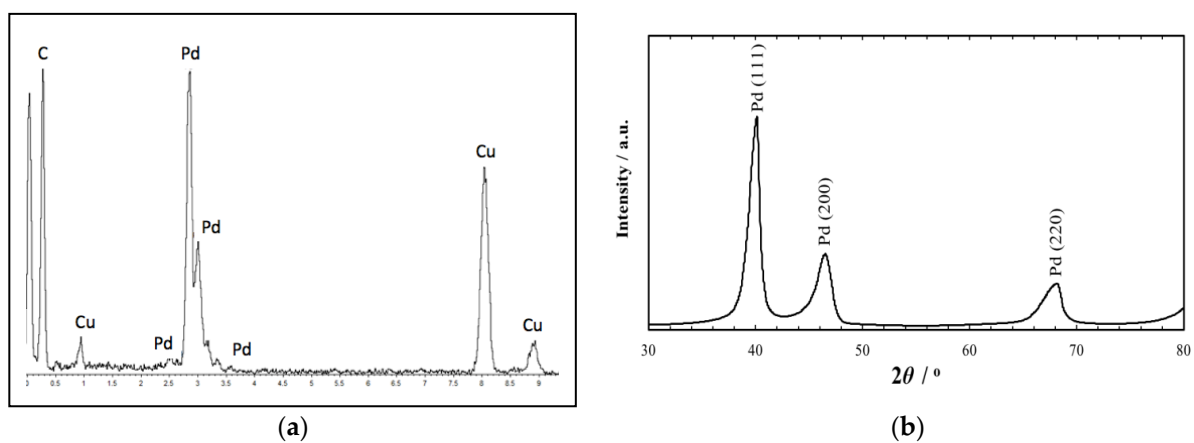 C
Pd
Cu
Pd
Cu
Pd
Pd
Cu
0 0.5 1 1.5 2 2.5 3 3.5 4 4.5 5 5.5 6 6.5 7 7.5 8 8.5 9
(a)
Intensity / a.u.
Pd (111)
Pd (200)
Pd (220)
30 40 50 60 70 80
2θ / º
(b)